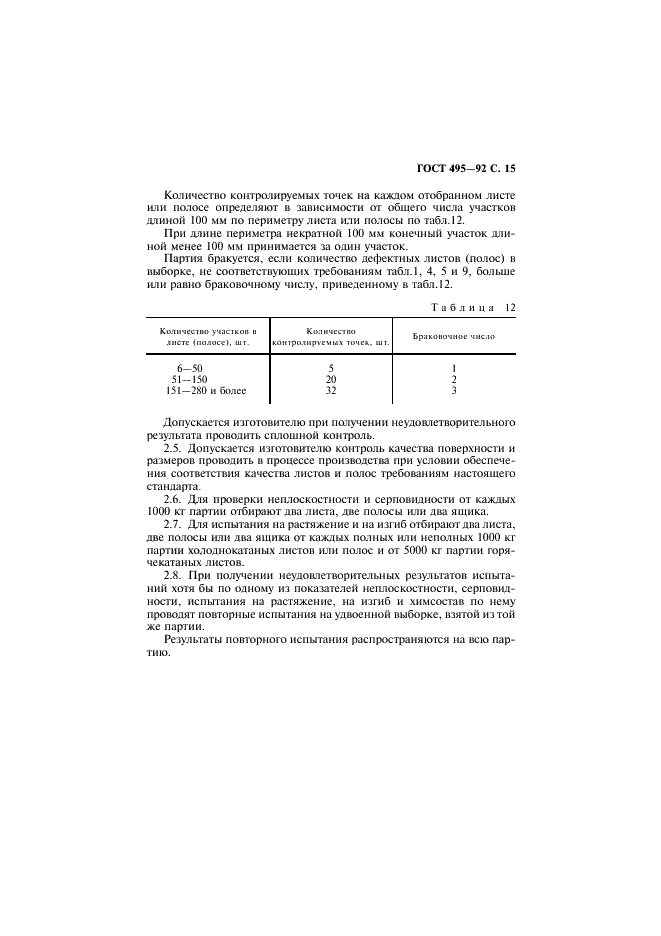 ГОСТ 495—92 С. 15
Количество контролируемых точек на каждом отобранном листе
или полосе определяют в зависимости от общего числа участков
длиной 100 мм по периметру листа или полосы по табл.12.
При длине периметра некратной 100 мм конечный участок дли-
ной менее 100 мм принимается за один участок.
Партия бракуется, если количество дефектных листов (полос) в
выборке, не соответствующих требованиям табл.1, 4, 5 и 9, больше
или равно браковочному числу, приведенному в табл.12.
Таблица 12
Количество участков в
листе (полосе), шт.
Количество
контролируемых точек, шт.
Браковочное число
6—50 5 1
51—150 20 2
151—280 и более 32 3
Допускается изготовителю при получении неудовлетворительного
результата проводить сплошной контроль.
2.5. Допускается изготовителю контроль качества поверхности и
размеров проводить в процессе производства при условии обеспече-
ния соответствия качества листов и полос требованиям настоящего
стандарта.
2.6. Для проверки неплоскостности и серповидности от каждых
1000 кг партии отбирают два листа, две полосы или два ящика.
2.7. Для испытания на растяжение и на изгиб отбирают два листа,
две полосы или два ящика от каждых полных или неполных 1000 кг
партии холоднокатаных листов или полос и от 5000 кг партии горя-
чекатаных листов.
2.8. При получении неудовлетворительных результатов испыта-
ний хотя бы по одному из показателей неплоскостности, серповид-
ности, испытания на растяжение, на изгиб и химсостав по нему
проводят повторные испытания на удвоенной выборке, взятой из той
же партии.
Результаты повторного испытания распространяются на всю пар-
тию.